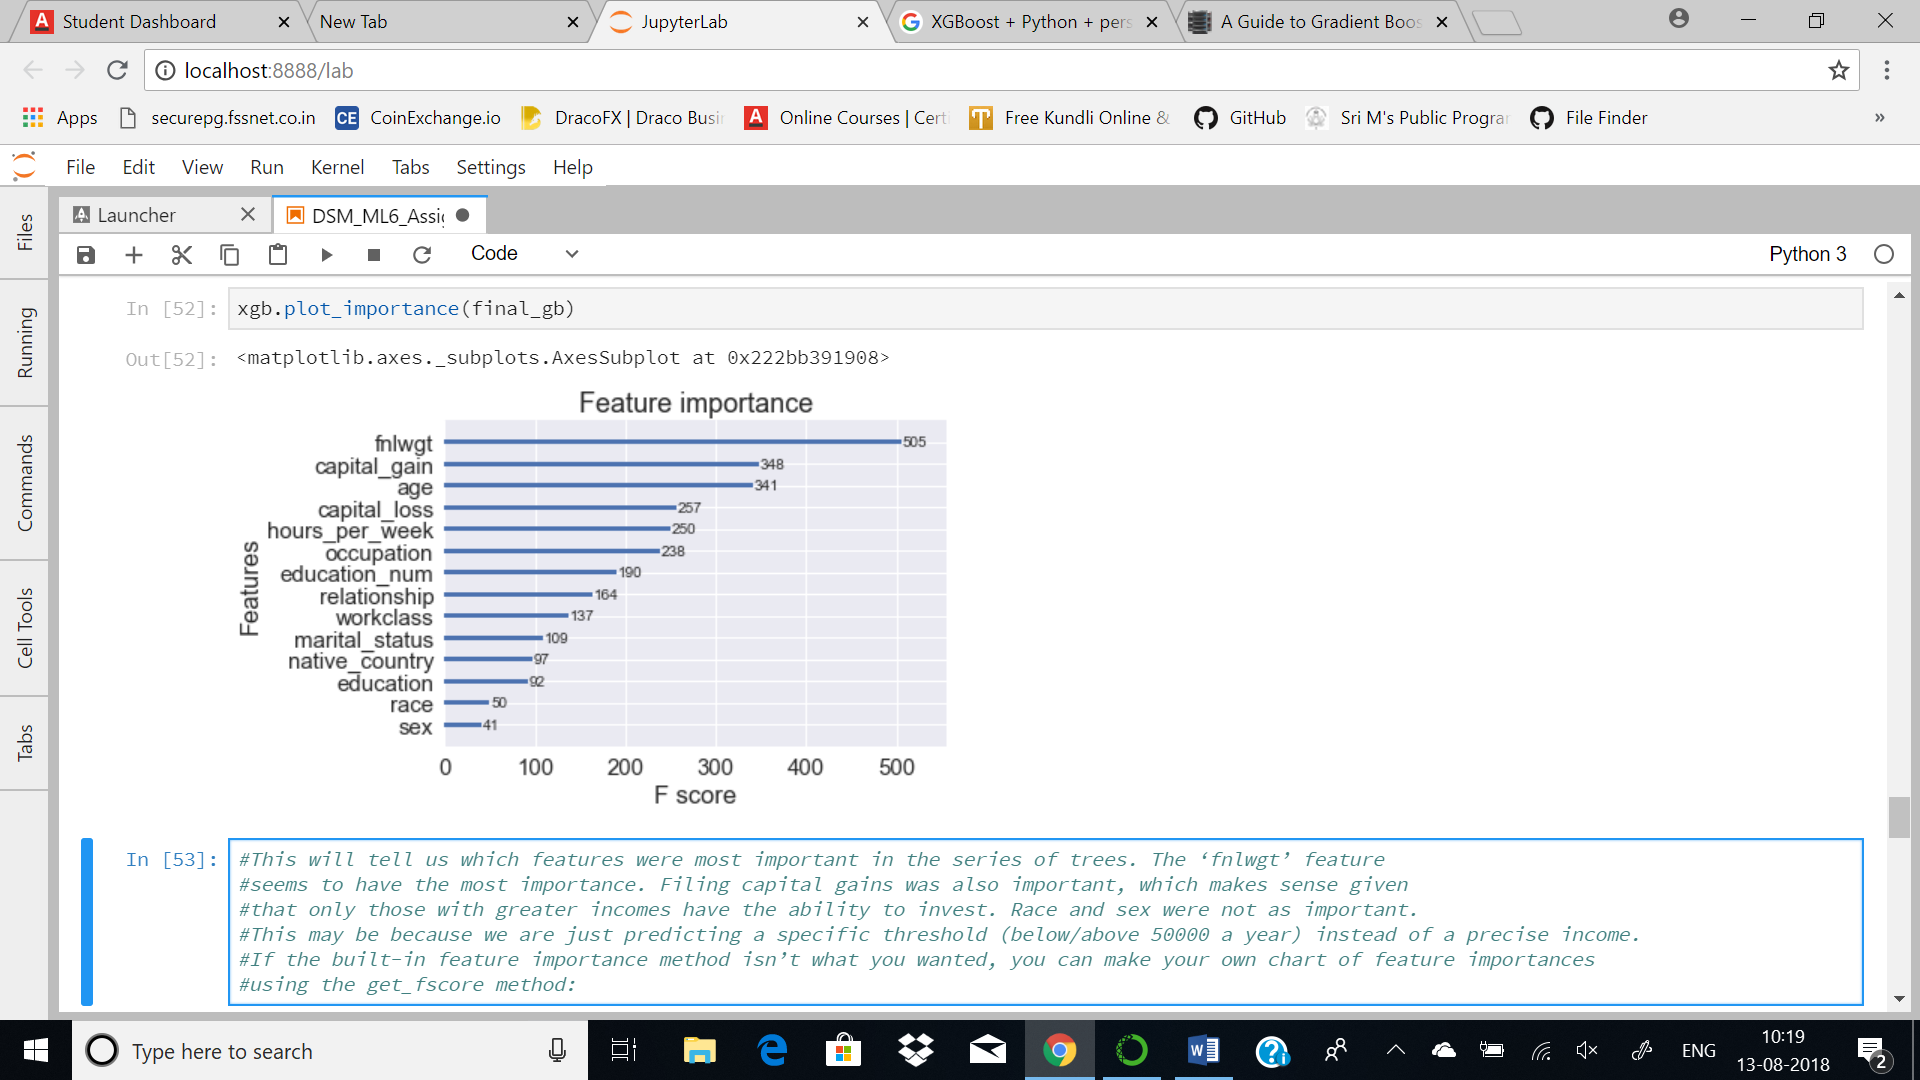 Student Dashboard
New Tab
JupyterLab
XGBoost + Python + pers
A Guide to Gradient Boos
localhost:8888/lab
Apps
securepg.fssnet.co.in
CE
CoinExchange.io
DracoFX | Draco Busi
Online Courses | Cert
Free Kundli Online &
GitHub
Sri M's Public Program
File Finder
»
File Edit View Run Kernel Tabs Settings Help
Files
Running
Commands
Cell Tools
Tabs
Launcher
DSM_ML6_Assi
Code
Python 3
In [52]: xgb.plot_importance(final_gb)
Out[52]: <matplotlib.axes._subplots.AxesSubplot at 0x222bb391908>
Feature importance
Features
fnlwgt 505
capital_gain 348
age 341
capital_loss 257
hours_per_week 250
occupation 238
education_num 190
relationship 164
workclass 137
marital_status 109
native_country 97
education 92
race 50
sex 41
0 100 200 300 400 500
F score
In [53]: #This will tell us which features were most important in the series of trees. The ‘fnlwgt’ feature
#seems to have the most importance. Filing capital gains was also important, which makes sense given
#that only those with greater incomes have the ability to invest. Race and sex were not as important.
#This may be because we are just predicting a specific threshold (below/above 50000 a year) instead of a precise income.
#If the built-in feature importance method isn’t what you wanted, you can make your own chart of feature importances
#using the get_fscore method:
Type here to search
ENG
10:19
13-08-2018
2